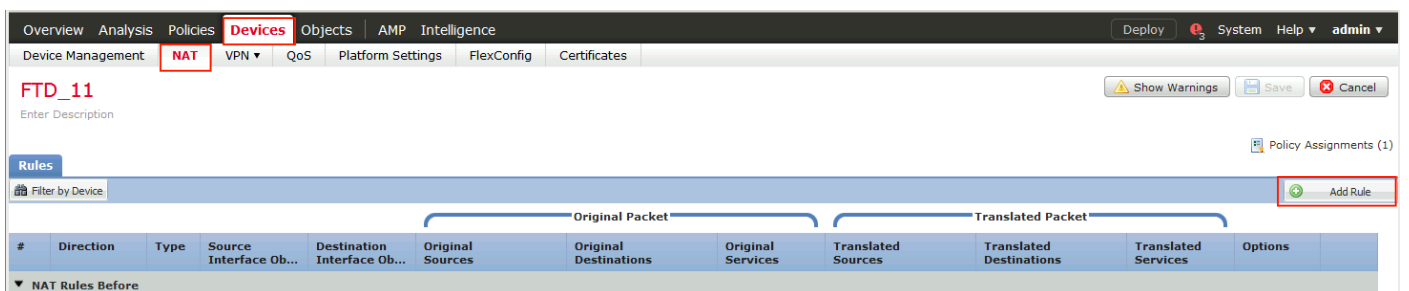 Overview Analysis Policies Devices Objects AMP Intelligence Deploy 3 System Help admin
Device Management NAT VPN QoS Platform Settings FlexConfig Certificates
FTD_11 Show Warnings Save Cancel
Enter Description
Policy Assignments (1)
Rules
Filter by Device Add Rule
Original Packet Translated Packet
# Direction Type Source Destination Original Original Original Translated Translated Translated Options
Interface Ob... Interface Ob... Sources Destinations Services Sources Destinations Services
NAT Rules Before